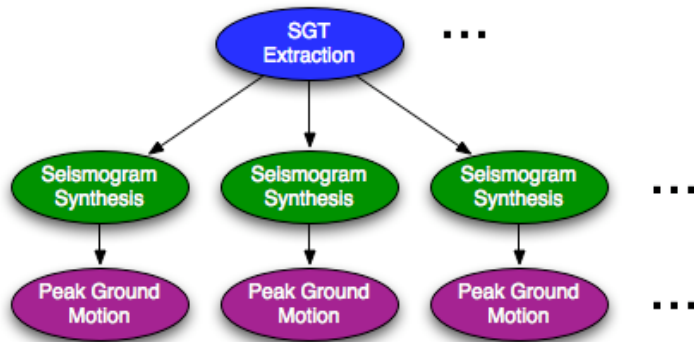 SGT
Extraction
...
Seismogram
Synthesis
Seismogram
Synthesis
Seismogram
Synthesis
...
Peak Ground
Motion
Peak Ground
Motion
Peak Ground
Motion
...